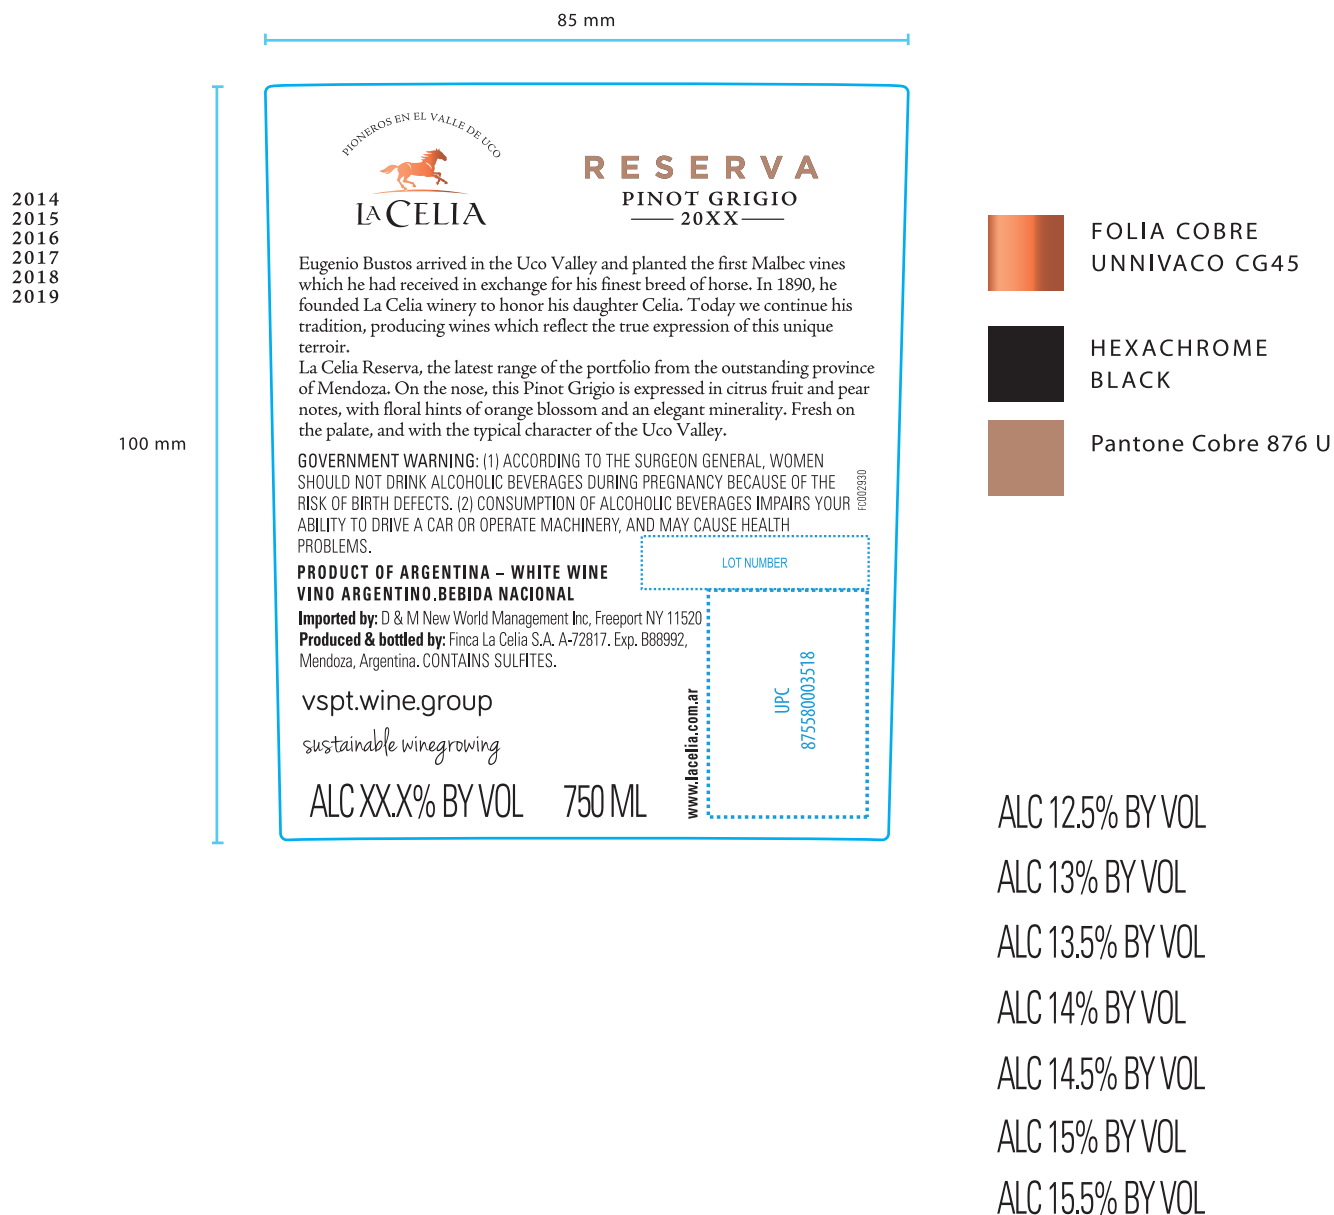 85 mm
2014
2015
2016
2017
2018
2019
100 mm
PIONEROS EN EL VALLE DE UCO
LA CELIA
RESERVA
PINOT GRIGIO
20XX
Eugenio Bustos arrived in the Uco Valley and planted the first Malbec vines
which he had received in exchange for his finest breed of horse. In 1890, he
founded La Celia winery to honor his daughter Celia. Today we continue his
tradition, producing wines which reflect the true expression of this unique
terroir.
La Celia Reserva, the latest range of the portfolio from the outstanding province
of Mendoza. On the nose, this Pinot Grigio is expressed in citrus fruit and pear
notes, with floral hints of orange blossom and an elegant minerality. Fresh on
the palate, and with the typical character of the Uco Valley.
GOVERNMENT WARNING: (1) ACCORDING TO THE SURGEON GENERAL, WOMEN
SHOULD NOT DRINK ALCOHOLIC BEVERAGES DURING PREGNANCY BECAUSE OF THE
RISK OF BIRTH DEFECTS. (2) CONSUMPTION OF ALCOHOLIC BEVERAGES IMPAIRS YOUR
ABILITY TO DRIVE A CAR OR OPERATE MACHINERY, AND MAY CAUSE HEALTH
PROBLEMS.
FC002930
LOT NUMBER
PRODUCT OF ARGENTINA – WHITE WINE
VINO ARGENTINO,BEBIDA NACIONAL
Imported by: D & M New World Management Inc, Freeport NY 11520
Produced & bottled by: Finca La Celia S.A. A-72817. Exp. B88992,
Mendoza, Argentina. CONTAINS SULFITES.
vspt.wine.group
sustainable winegrowing
ALC XX.X% BY VOL 750 ML
www.lacelia.com.ar
UPC
875580003518
FOLIA COBRE
UNNIVACO CG45
HEXACHROME
BLACK
Pantone Cobre 876 U
ALC 12.5% BY VOL
ALC 13% BY VOL
ALC 13.5% BY VOL
ALC 14% BY VOL
ALC 14.5% BY VOL
ALC 15% BY VOL
ALC 15.5% BY VOL